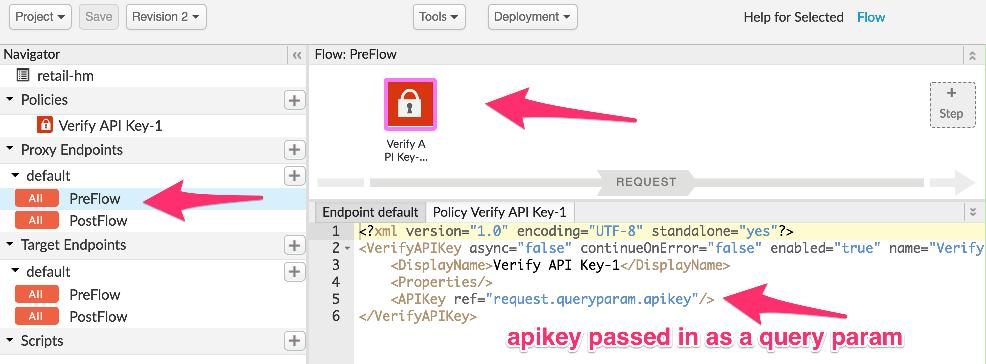 Project Save Revision 2 Tools Deployment Help for Selected Flow
Navigator
retail-hm
Policies
Verify API Key-1
Proxy Endpoints
default
All PreFlow
All PostFlow
Target Endpoints
default
All PreFlow
All PostFlow
Scripts
Flow: PreFlow
Verify A
PI Key-...
+
Step
REQUEST
Endpoint default Policy Verify API Key-1
1 <?xml version="1.0" encoding="UTF-8" standalone="yes"?>
2 <VerifyAPIKey async="false" continueOnError="false" enabled="true" name="Verify
3 <DisplayName>Verify API Key-1</DisplayName>
4 <Properties/>
5 <APIKey ref="request.queryparam.apikey"/>
6 </VerifyAPIKey>
apikey passed in as a query param